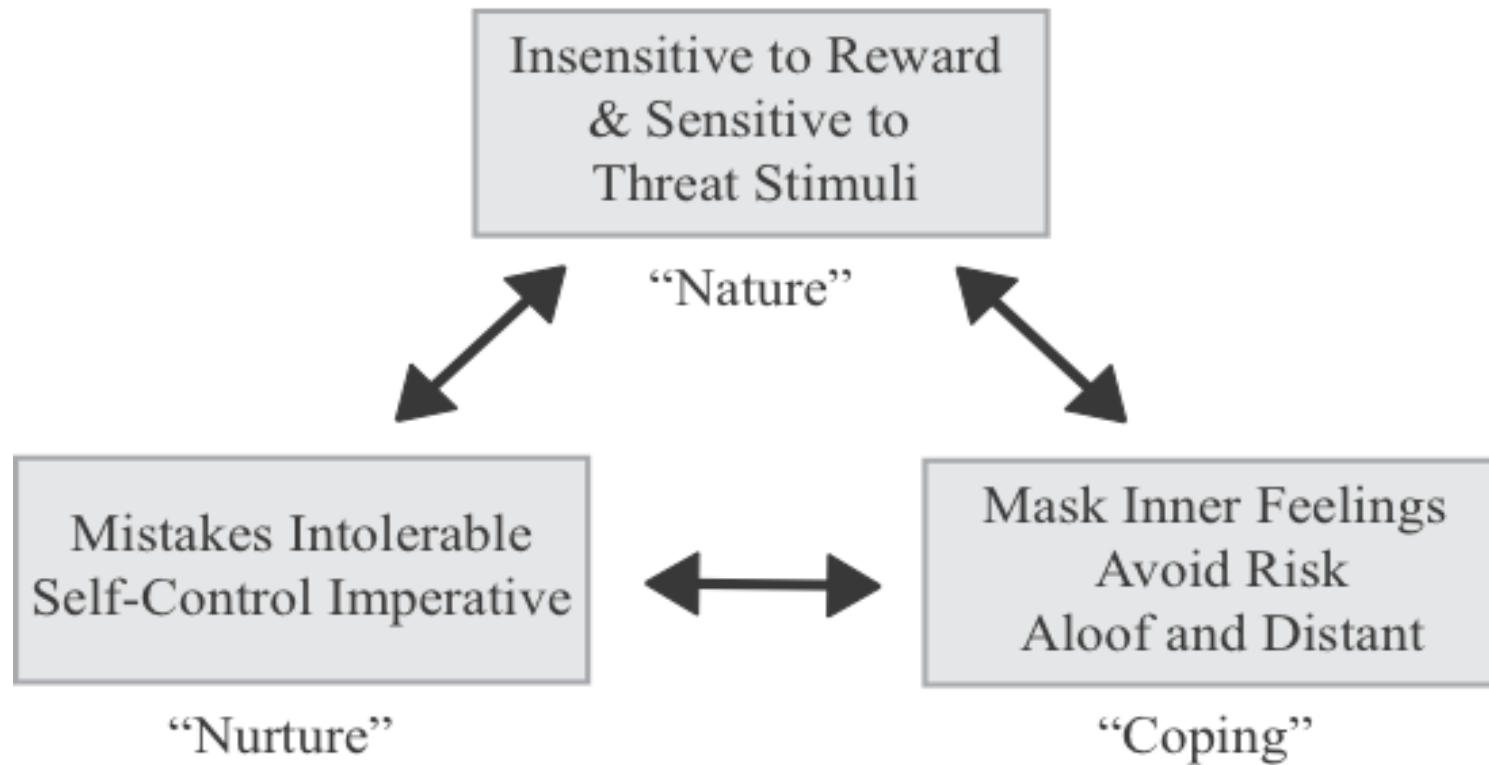 Insensitive to Reward
& Sensitive to
Threat Stimuli
“Nature”
Mistakes Intolerable
Self-Control Imperative
“Nurture”
Mask Inner Feelings
Avoid Risk
Aloof and Distant
“Coping”